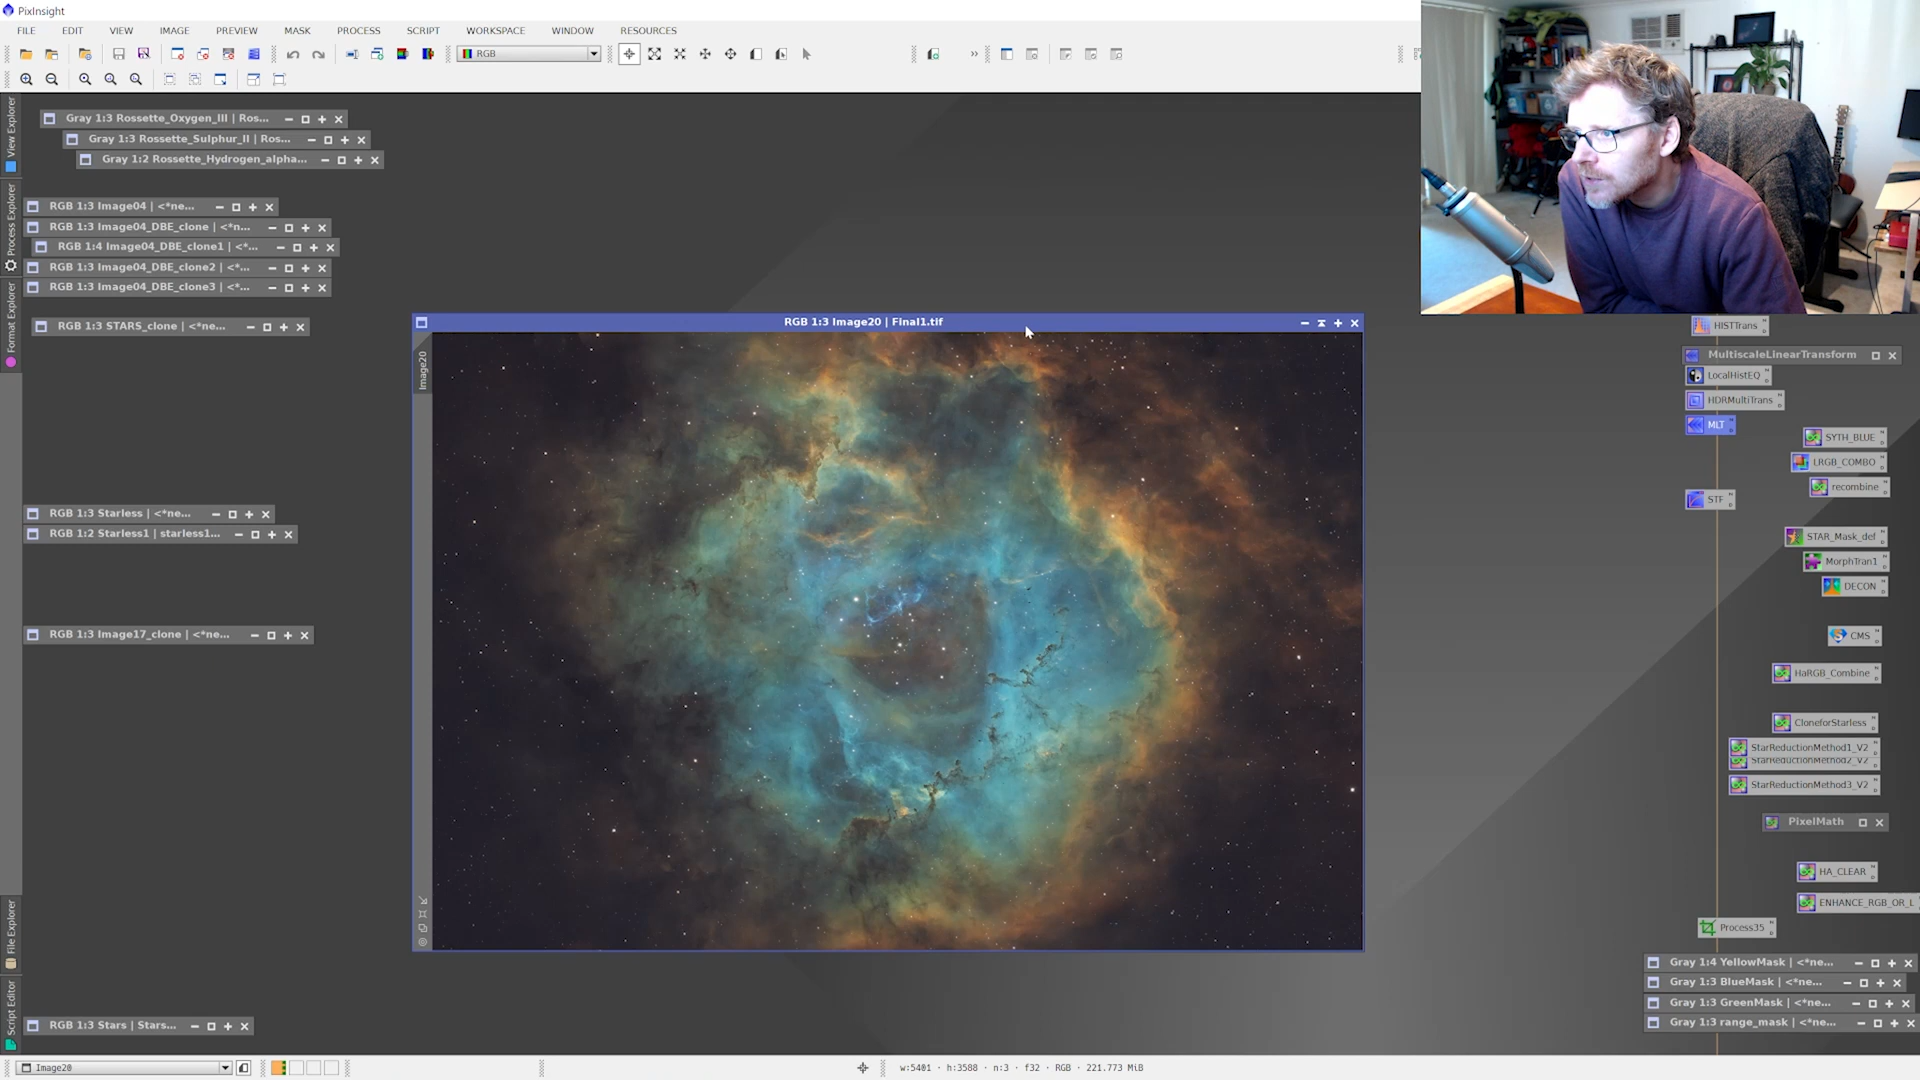 PixInsight
FILE EDIT VIEW IMAGE PREVIEW MASK PROCESS SCRIPT WORKSPACE WINDOW RESOURCES
RGB
View Explorer
Process Explorer
Format Explorer
File Explorer
Script Editor
Gray 1:3 Rossette_Oxygen_III | Ros...
Gray 1:3 Rossette_Sulphur_II | Ros...
Gray 1:2 Rossette_Hydrogen_alpha...
RGB 1:3 Image04 | <*ne...
RGB 1:3 Image04_DBE_clone | <*n...
RGB 1:4 Image04_DBE_clone1 | <*...
RGB 1:3 Image04_DBE_clone2 | <*...
RGB 1:3 Image04_DBE_clone3 | <*...
RGB 1:3 STARS_clone | <*ne...
RGB 1:3 Starless | <*ne...
RGB 1:2 Starless1 | starless1...
RGB 1:3 Image17_clone | <*ne...
RGB 1:3 Stars | Stars...
RGB 1:3 Image20 | Final1.tif
Image20
HISTTrans
MultiscaleLinearTransform
LocalHistEQ
HDRMultiTrans
MLT
SYTH_BLUE
LRGB_COMBO
recombine
STF
STAR_Mask_def
MorphTran1
DECON
CMS
HaRGB_Combine
CloneforStarless
StarReductionMethod1_V2
StarReductionMethod2_V2
StarReductionMethod3_V2
PixelMath
HA_CLEAR
ENHANCE_RGB_OR_L
Process35
Gray 1:4 YellowMask | <*ne...
Gray 1:3 BlueMask | <*ne...
Gray 1:3 GreenMask | <*ne...
Gray 1:3 range_mask | <*ne...
Image20
w:5401 · h:3588 · n:3 · f32 · RGB · 221.773 MiB